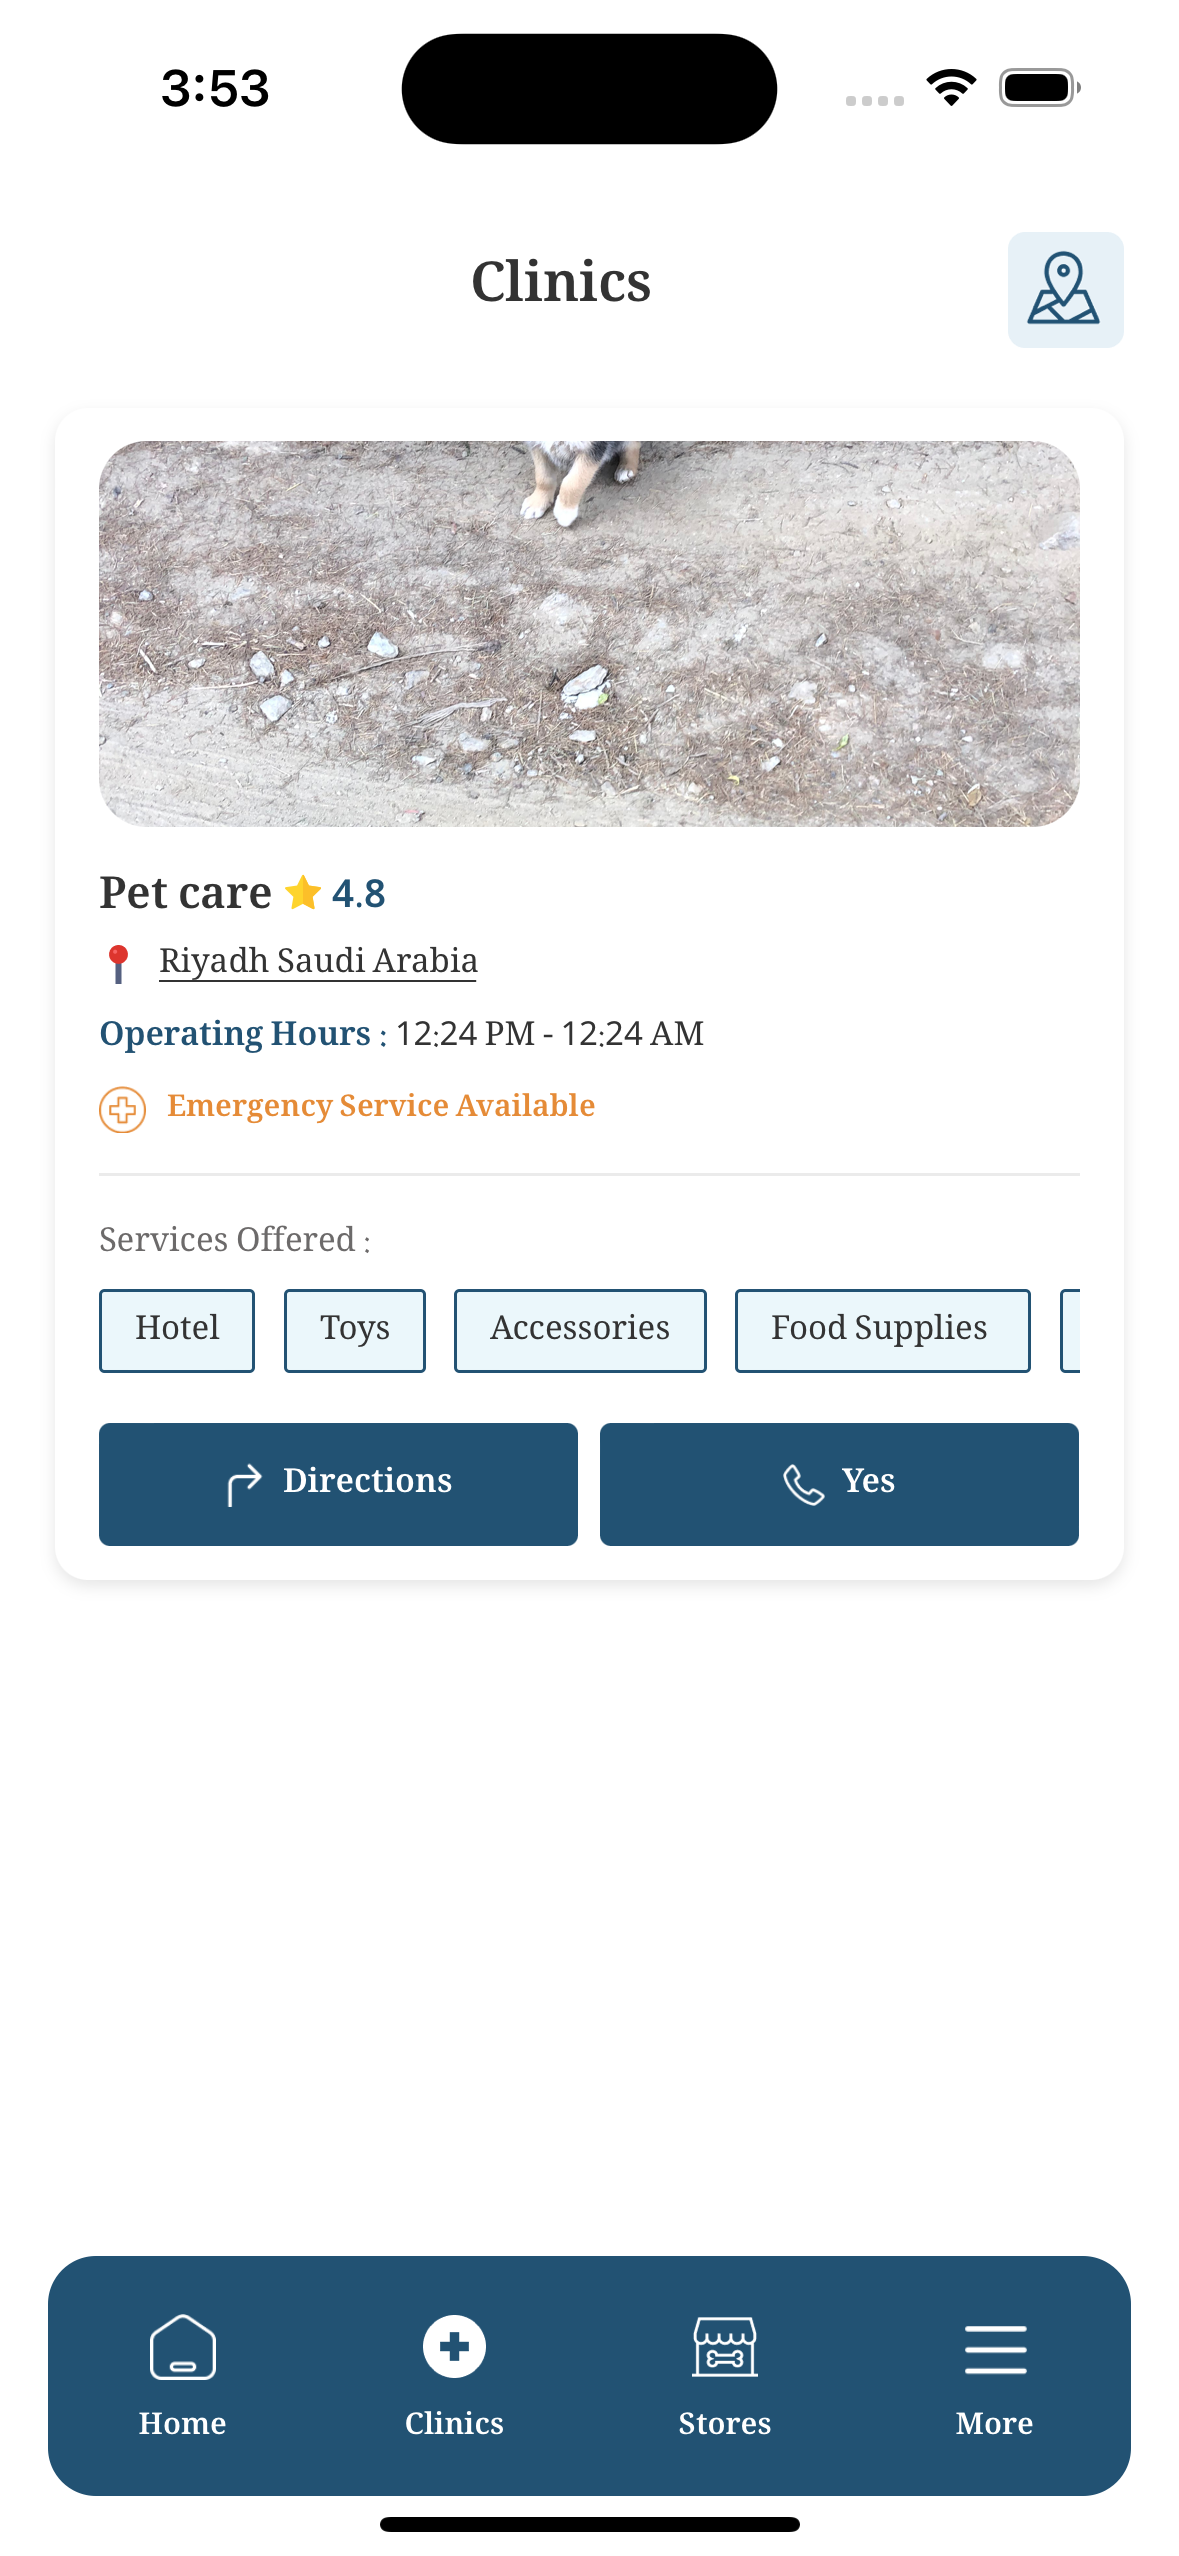 3:53
Clinics
Pet care 4.8
Riyadh Saudi Arabia
Operating Hours : 12:24 PM - 12:24 AM
Emergency Service Available
Services Offered :
Hotel Toys Accessories Food Supplies
Directions Yes
Home Clinics Stores More